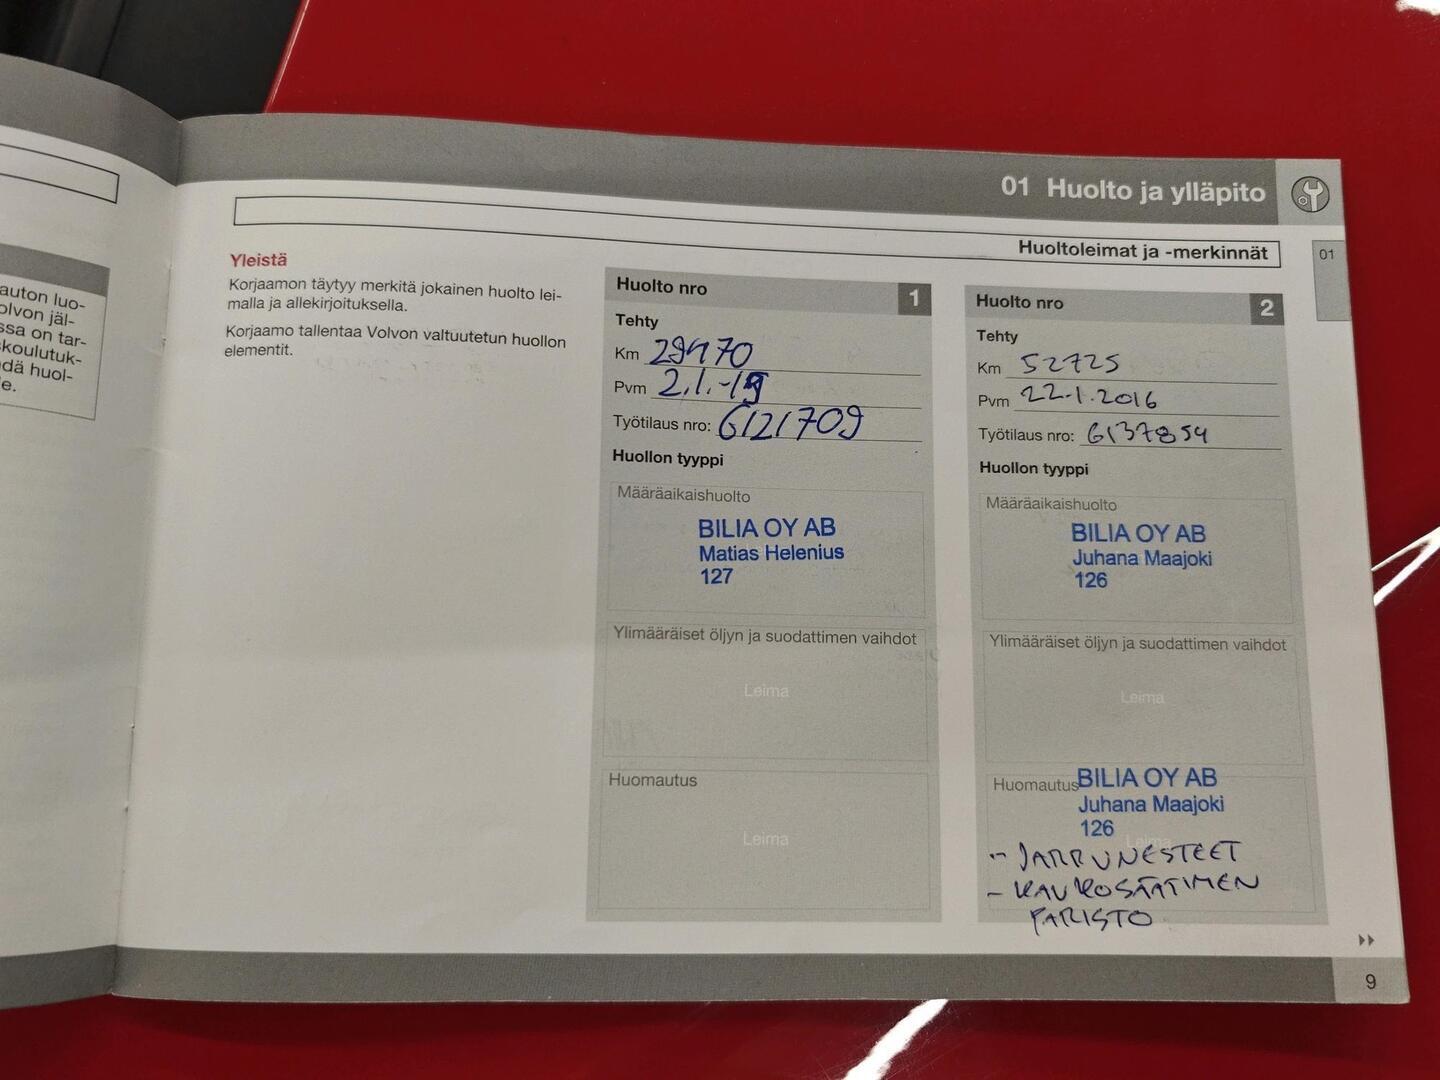 auton luo-
olvon jäl-
ssa on tar-
koulutuk-
dä huol-
e.
01 Huolto ja ylläpito
Huoltoleimat ja -merkinnät
01
Yleistä
Korjaamon täytyy merkitä jokainen huolto lei-
malla ja allekirjoituksella.
Korjaamo tallentaa Volvon valtuutetun huollon
elementit.
Huolto nro 1
Tehty
Km 29470
Pvm 2.1.-15
Työtilaus nro: 6121709
Huollon tyyppi
Määräaikaishuolto
BILIA OY AB
Matias Helenius
127
Ylimääräiset öljyn ja suodattimen vaihdot
Leima
Huomautus
Leima
Huolto nro 2
Tehty
Km 52725
Pvm 22.1.2016
Työtilaus nro: 6137854
Huollon tyyppi
Määräaikaishuolto
BILIA OY AB
Juhana Maajoki
126
Ylimääräiset öljyn ja suodattimen vaihdot
Leima
Huomautus BILIA OY AB
Juhana Maajoki
126
Leima
- JARRUNESTEET
- KAUKOSÄÄTIMEN
PARISTO
9